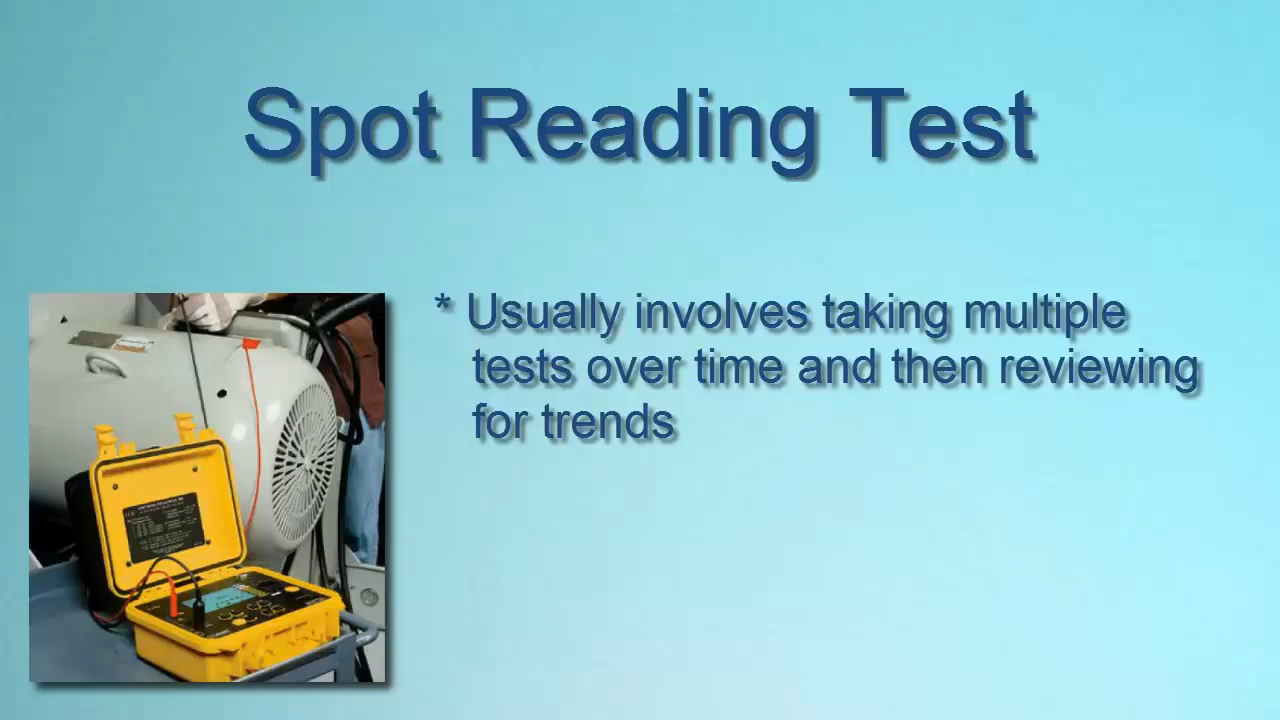 Spot Reading Test
* Usually involves taking multiple
tests over time and then reviewing
for trends